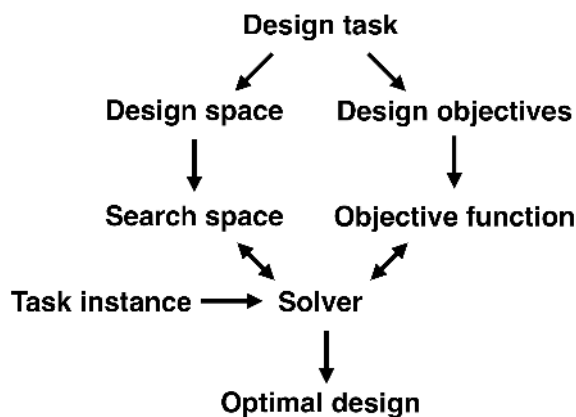 Design task
Design space
Design objectives
Search space
Objective function
Task instance
Solver
Optimal design